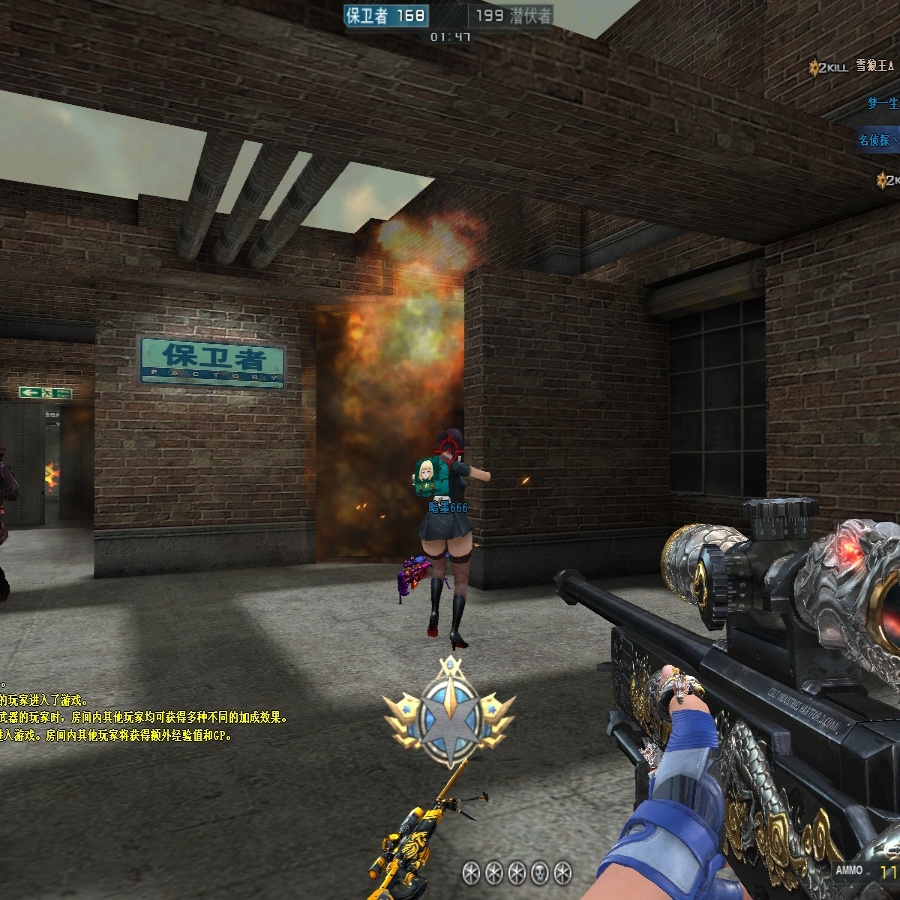 保卫者 168 199 潜伏者
01:47
2KILL 雪狼王
梦一生
名侦探
保卫者
FACTORY
暗墨666
的玩家进入了游戏。
武器的玩家时，房间内其他玩家均可获得多种不同的加成效果。
进入游戏。房间内其他玩家将获得额外经验值和GP。
AMMO 11